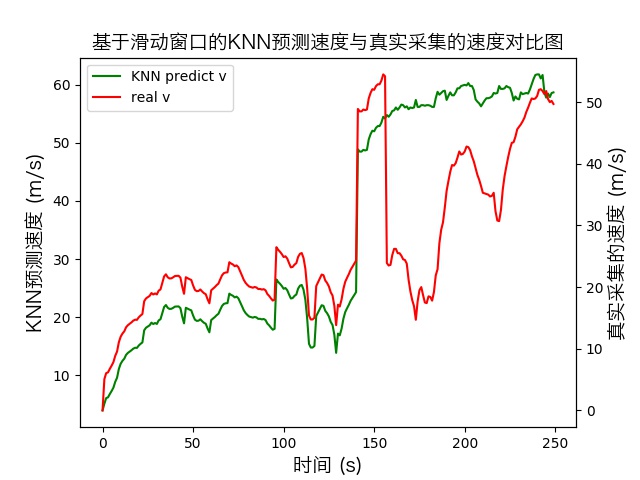 基于滑动窗口的KNN预测速度与真实采集的速度对比图
KNN predict v
real v
KNN预测速度 (m/s)
60
50
40
30
20
10
真实采集的速度 (m/s)
50
40
30
20
10
0
0 50 100 150 200 250
时间 (s)